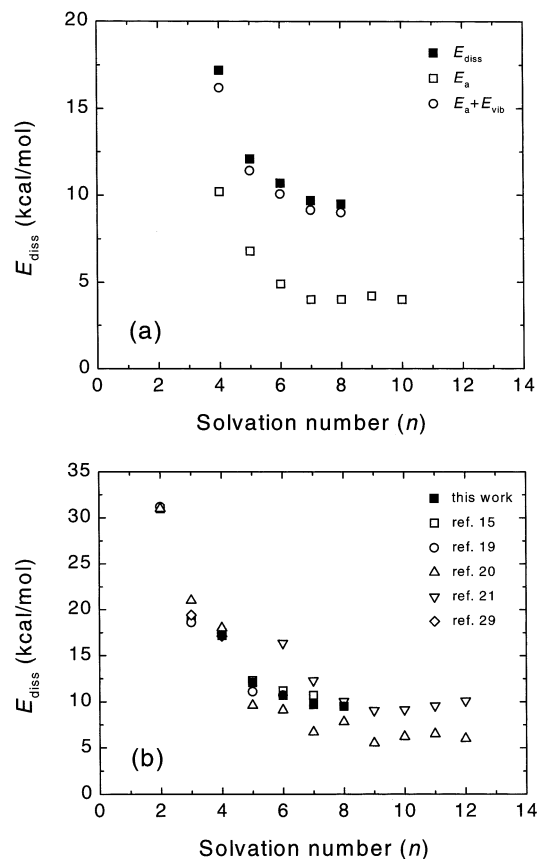 20
15
10
5
0
E_diss (kcal/mol)
E_diss
E_a
E_a+E_vib
(a)
0 2 4 6 8 10 12 14
Solvation number (n)
35
30
25
20
15
10
5
0
E_diss (kcal/mol)
this work
ref. 15
ref. 19
ref. 20
ref. 21
ref. 29
(b)
0 2 4 6 8 10 12 14
Solvation number (n)